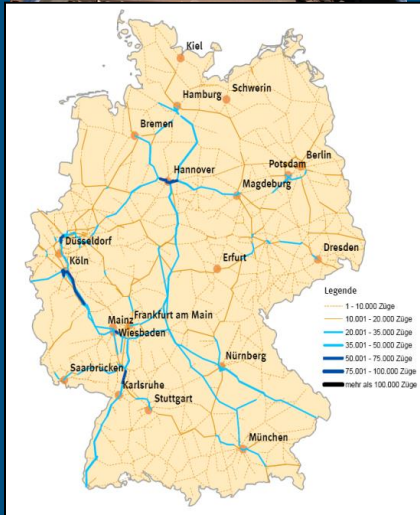 Kiel
Schwerin
Hamburg
Bremen
Berlin
Potsdam
Hannover
Magdeburg
Düsseldorf
Köln
Erfurt
Dresden
Legende
1 - 10.000 Züge
10.001 - 20.000 Züge
20.001 - 35.000 Züge
35.001 - 50.000 Züge
50.001 - 75.000 Züge
75.001 - 100.000 Züge
mehr als 100.000 Züge
Frankfurt am Main
Mainz
Wiesbaden
Nürnberg
Saarbrücken
Karlsruhe
Stuttgart
München